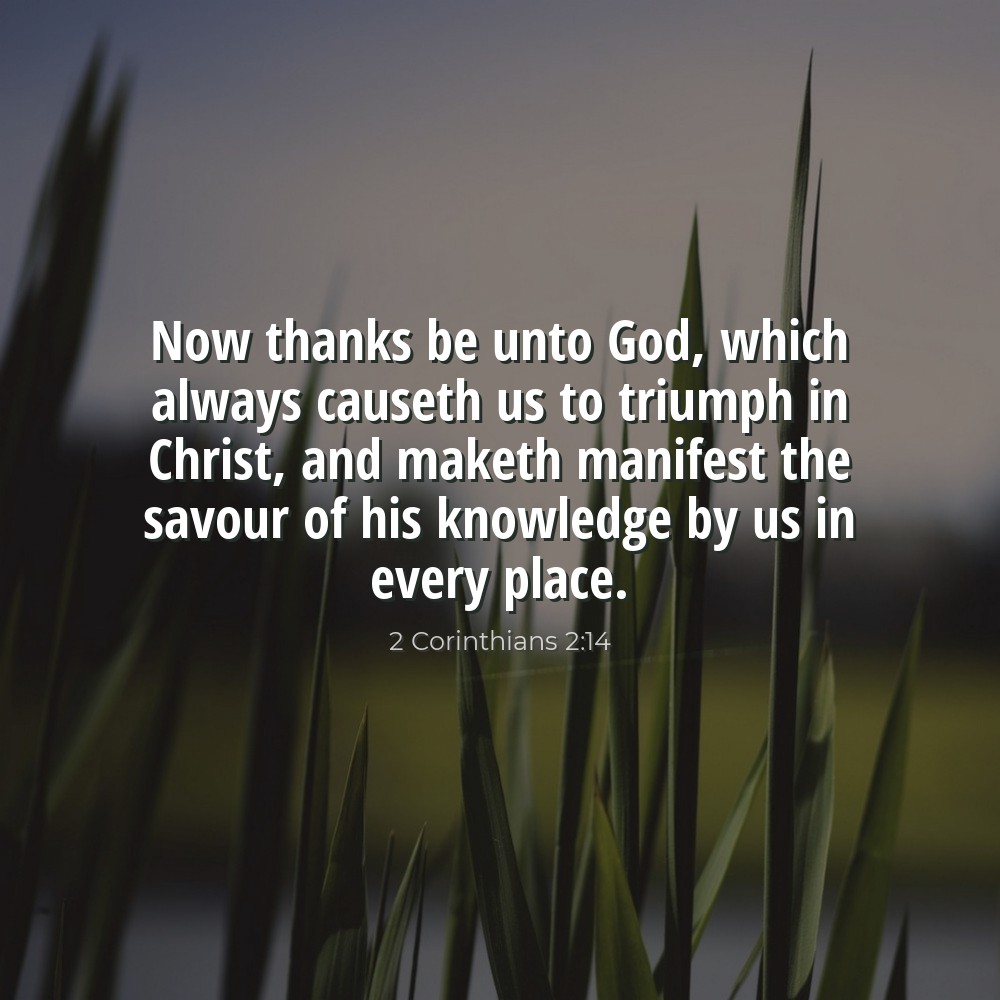 Now thanks be unto God, which
always causeth us to triumph in
Christ, and maketh manifest the
savour of his knowledge by us in
every place.
2 Corinthians 2:14